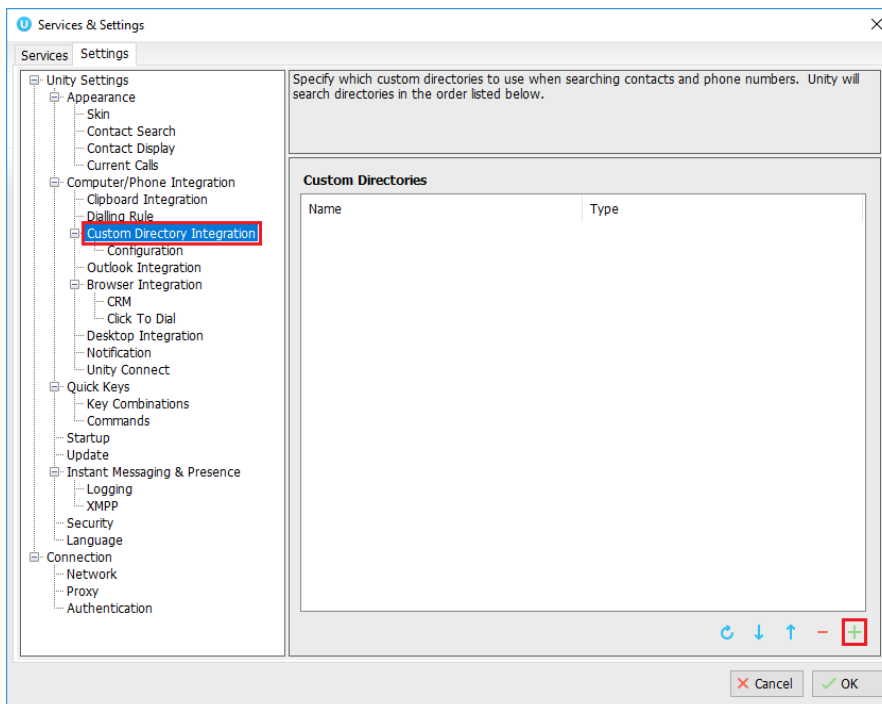 Services & Settings
Services Settings
Unity Settings
Appearance
Skin
Contact Search
Contact Display
Current Calls
Computer/Phone Integration
Clipboard Integration
Dialling Rule
Custom Directory Integration
Configuration
Outlook Integration
Browser Integration
CRM
Click To Dial
Desktop Integration
Notification
Unity Connect
Quick Keys
Key Combinations
Commands
Startup
Update
Instant Messaging & Presence
Logging
XMPP
Security
Language
Connection
Network
Proxy
Authentication
Specify which custom directories to use when searching contacts and phone numbers. Unity will
search directories in the order listed below.
Custom Directories
Name Type
Cancel OK